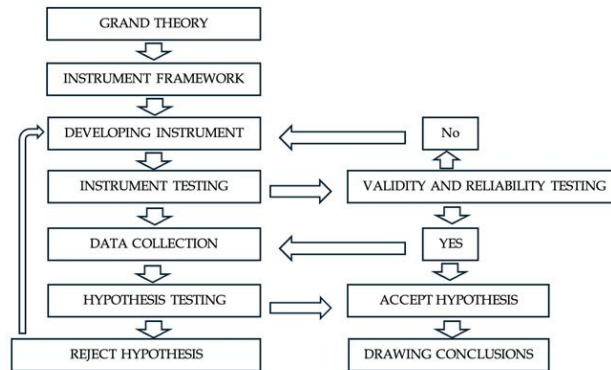 GRAND THEORY
INSTRUMENT FRAMEWORK
DEVELOPING INSTRUMENT
No
INSTRUMENT TESTING
VALIDITY AND RELIABILITY TESTING
DATA COLLECTION
YES
HYPOTHESIS TESTING
ACCEPT HYPOTHESIS
REJECT HYPOTHESIS
DRAWING CONCLUSIONS